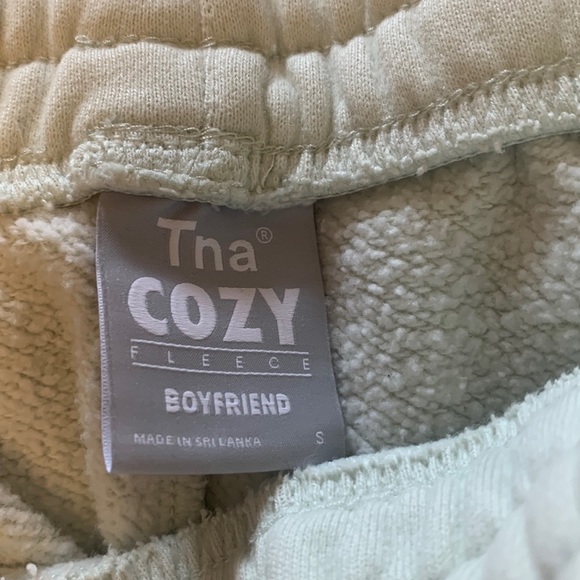 Tna®
COZY
FLEECE
BOYFRIEND
MADE IN SRI LANKA S